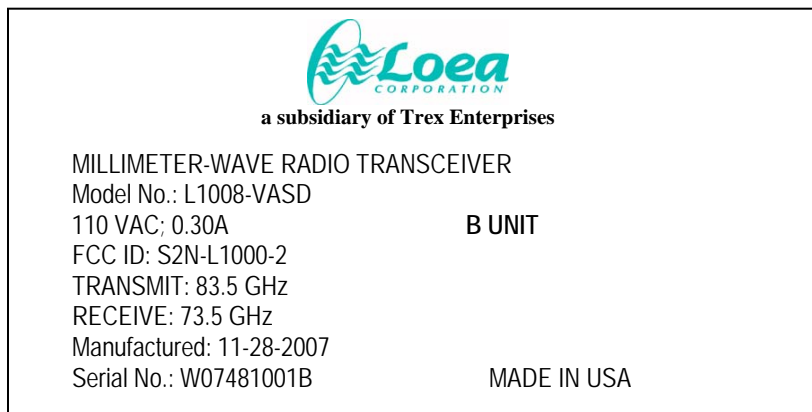 Loea
CORPORATION
a subsidiary of Trex Enterprises
MILLIMETER-WAVE RADIO TRANSCEIVER
Model No.: L1008-VASD
110 VAC; 0.30A B UNIT
FCC ID: S2N-L1000-2
TRANSMIT: 83.5 GHz
RECEIVE: 73.5 GHz
Manufactured: 11-28-2007
Serial No.: W07481001B MADE IN USA